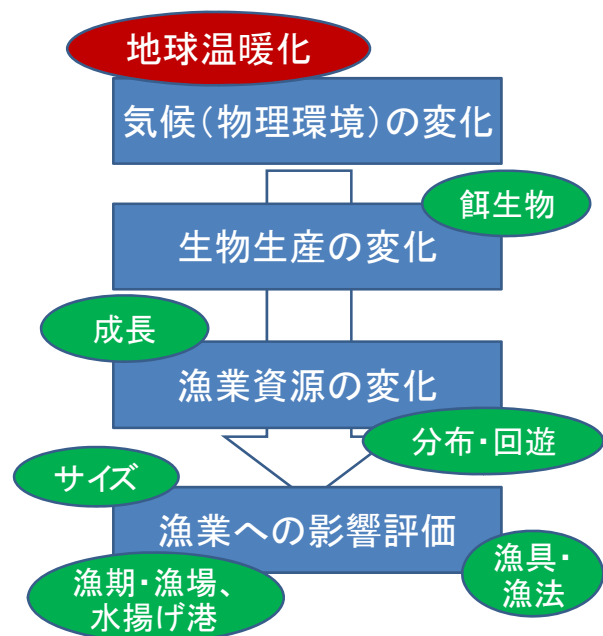 地球温暖化
気候（物理環境）の変化
餌生物
生物生産の変化
成長
漁業資源の変化
分布・回遊
サイズ
漁業への影響評価
漁期・漁場、
水揚げ港
漁具・
漁法